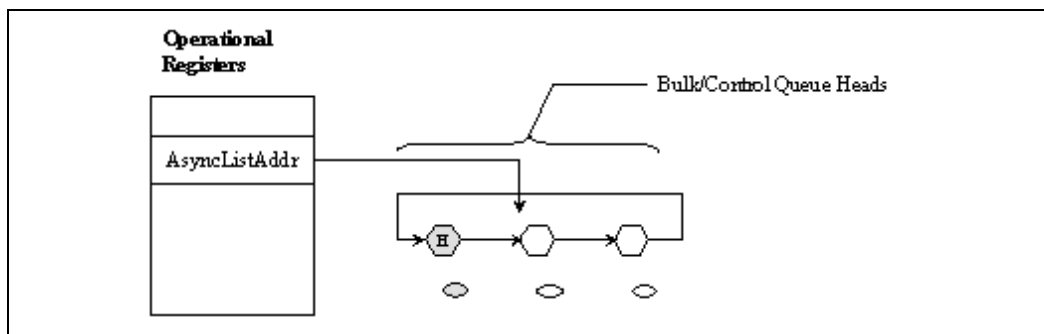 Operational
Registers
Bulk/Control Queue Heads
AsyncListAddr
H